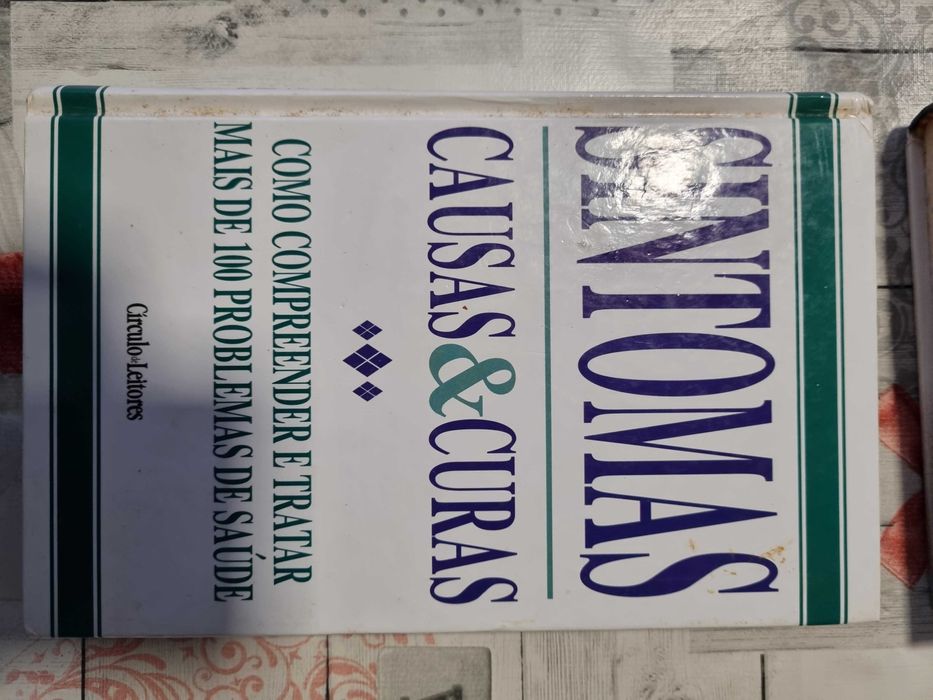 SINTOMAS
CAUSAS & CURAS
COMO COMPREENDER E TRATAR
MAIS DE 100 PROBLEMAS DE SAÚDE
Círculo de Leitores